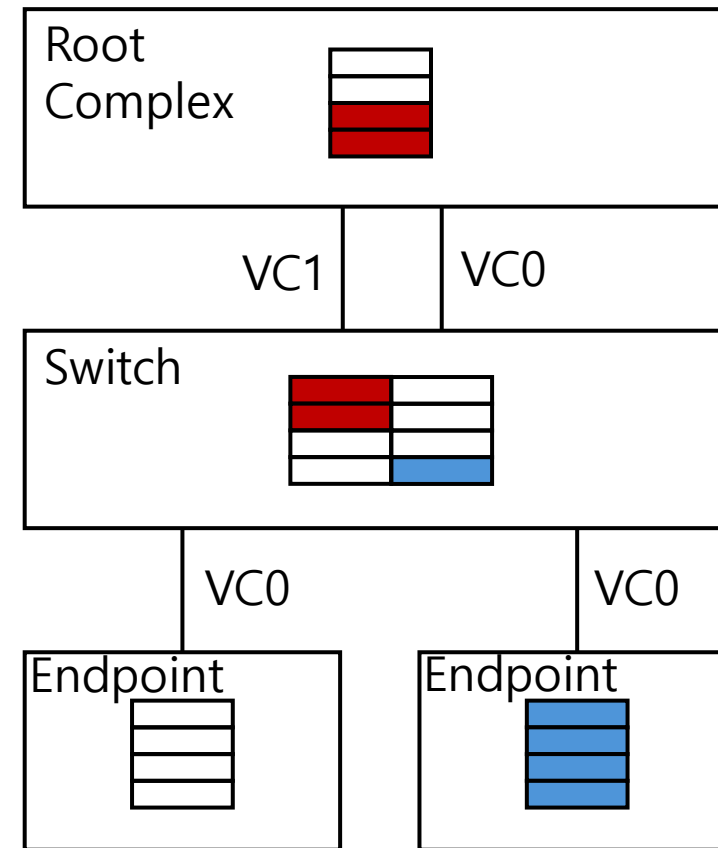 Root
Complex
VC1
VC0
Switch
VC0
VC0
Endpoint
Endpoint